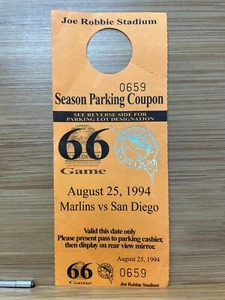 Joe Robbie Stadium
0659
Season Parking Coupon
SEE REVERSE SIDE FOR
PARKING LOT DESIGNATION
66
Game
August 25, 1994
Marlins vs San Diego
Valid this date only
Please present pass to parking cashier,
then display on rear view mirror.
August 25, 1994
66 0659
Game Joe Robbie Stadium